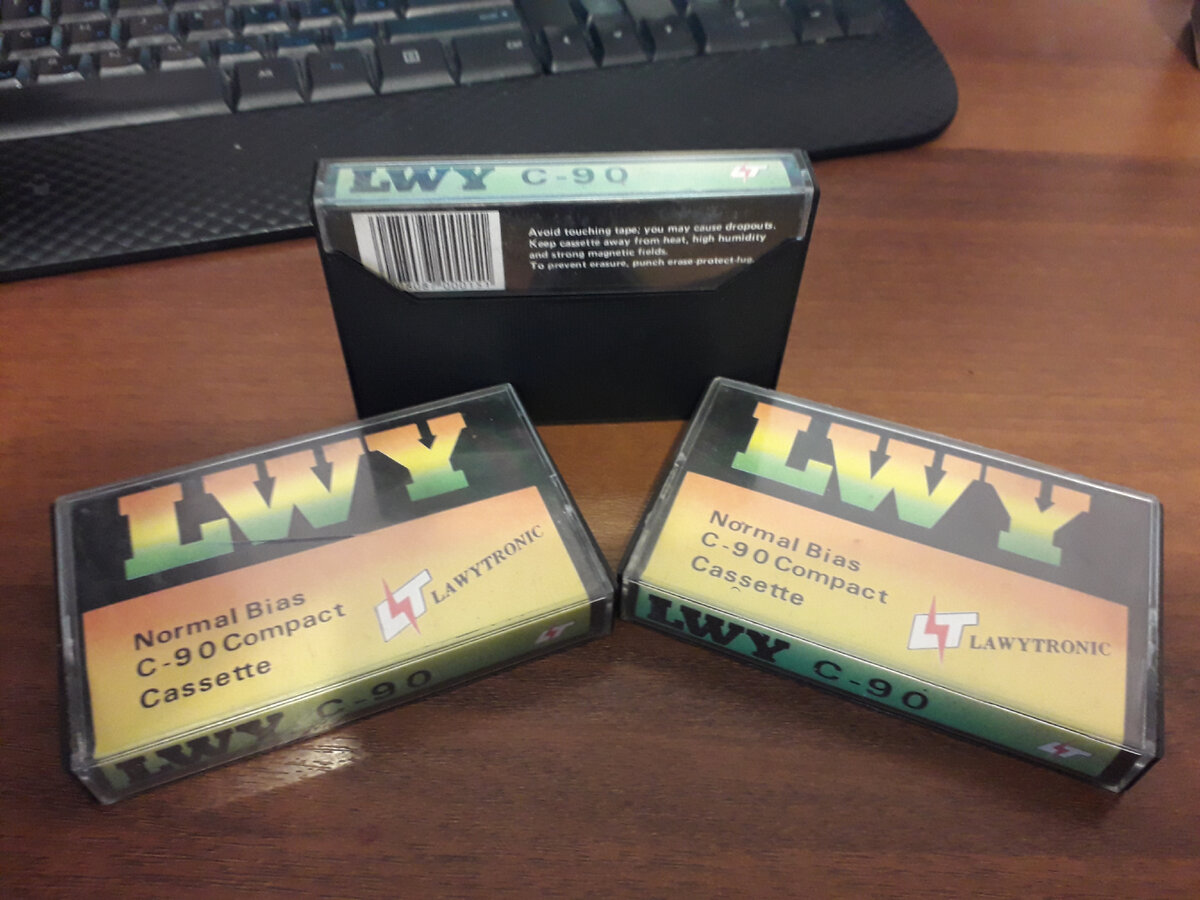 LWY C-90 LT
Avoid touching tape; you may cause dropouts.
Keep cassette away from heat, high humidity
and strong magnetic fields.
To prevent erasure, punch erase-protect-lug.
LWY
Normal Bias
C-90 Compact
Cassette
LT LAWYTRONIC
LWY C-90 LT
LWY
Normal Bias
C-90 Compact
Cassette
LT LAWYTRONIC
LWY C-90 LT